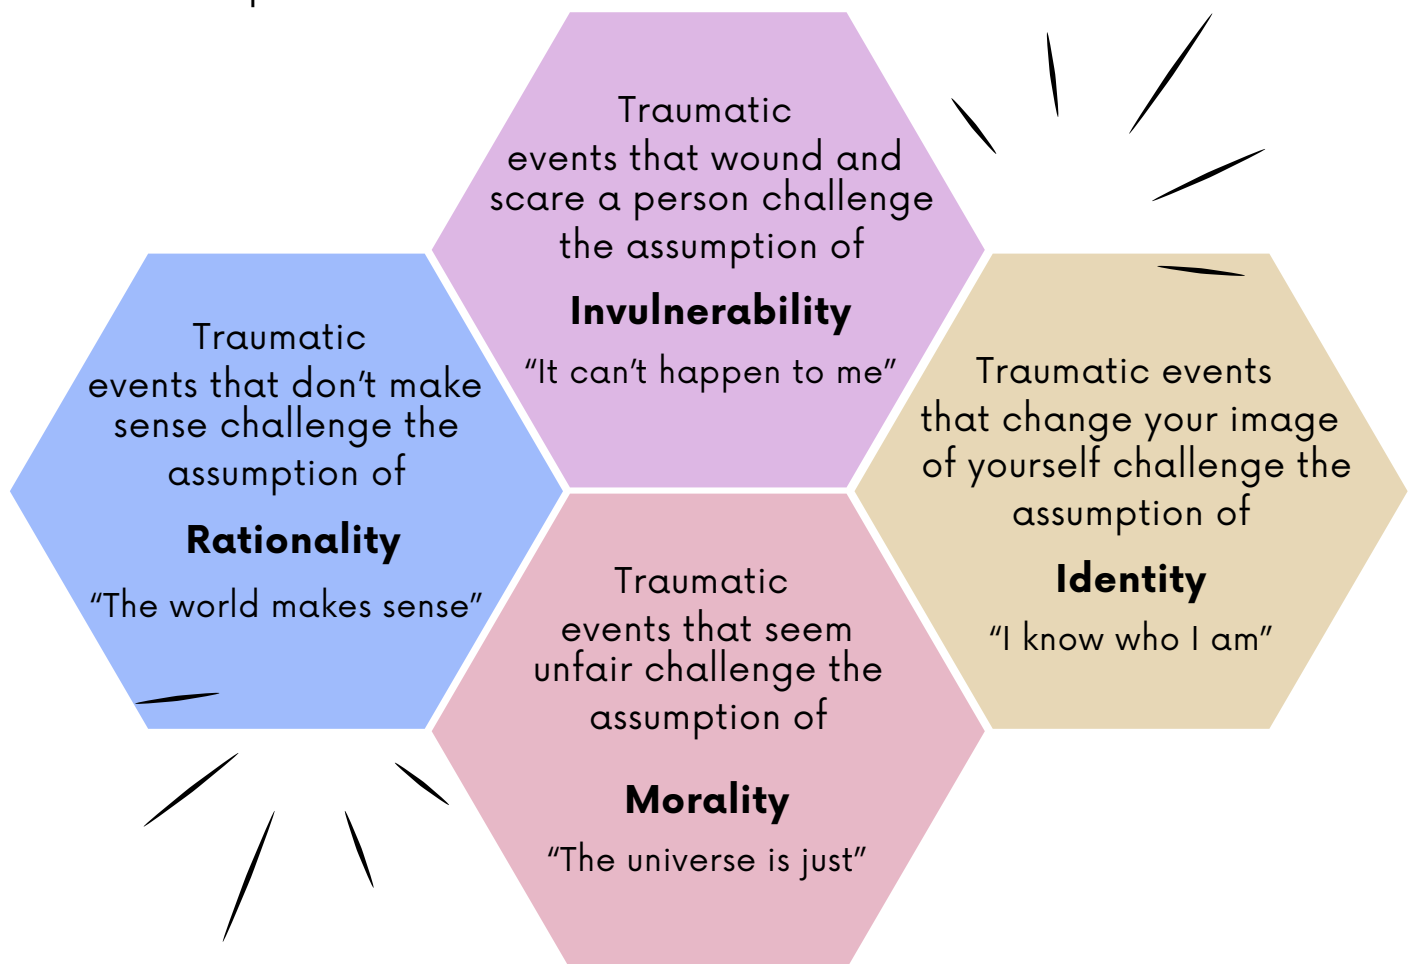 Traumatic
events that wound and
scare a person challenge
the assumption of
Invulnerability
“It can’t happen to me”
Traumatic
events that don’t make
sense challenge the
assumption of
Rationality
“The world makes sense”
Traumatic events
that change your image
of yourself challenge the
assumption of
Identity
“I know who I am”
Traumatic
events that seem
unfair challenge the
assumption of
Morality
“The universe is just”